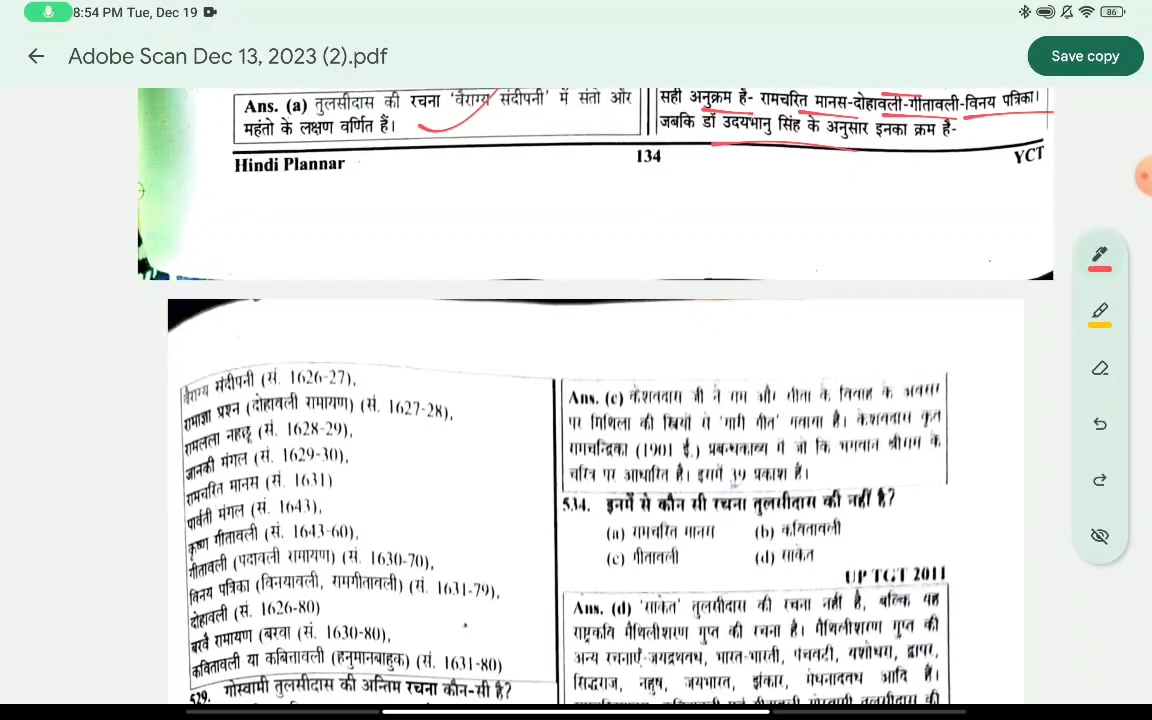 8:54 PM Tue, Dec 19
86
Adobe Scan Dec 13, 2023 (2).pdf
Save copy
Ans. (a) तुलसीदास की रचना 'वैराग्य संदीपनी' में संतो और
महंतो के लक्षण वर्णित हैं।
सही अनुक्रम है- रामचरित मानस-दोहावली-गीतावली-विनय पत्रिका।
जबकि डॉ उदयभानु सिंह के अनुसार इनका क्रम है-
Hindi Plannar
134
YCT
वैराग्य संदीपनी (सं. 1626-27),
रामाज्ञा प्रश्न (दोहावली रामायण) (सं. 1627-28),
रामलला नहछू (सं. 1628-29),
जानकी मंगल (सं. 1629-30),
रामचरित मानस (सं. 1631)
पार्वती मंगल (सं. 1643),
कृष्ण गीतावली (सं. 1643-60),
गीतावली (पदावली रामायण) (सं. 1630-70),
विनय पत्रिका (विनयावली, रामगीतावली) (सं. 1631-79),
दोहावली (सं. 1626-80)
बरवै रामायण (बरवा (सं. 1630-80),
कवितावली या कबितावली (हनुमानबाहुक) (सं. 1631-80)
529. गोस्वामी तुलसीदास की अन्तिम रचना कौन-सी है?
Ans. (c) केशवदास जी ने राम और सीता के विवाह के अवसर
पर मिथिला की स्त्रियों से 'गारी गीत' गवाया है। केशवदास कृत
रामचन्द्रिका (1901 ई.) प्रबन्धकाव्य में जो कि भगवान श्रीराम के
चरित्र पर आधारित है। इसमें 39 प्रकाश हैं।
534. इनमें से कौन सी रचना तुलसीदास की नहीं है?
(a) रामचरित मानस (b) कवितावली
(c) गीतावली (d) साकेत
UP TGT 2011
Ans. (d) 'साकेत' तुलसीदास की रचना नहीं है, बल्कि यह
राष्ट्रकवि मैथिलीशरण गुप्त की रचना है। मैथिलीशरण गुप्त की
अन्य रचनाएँ-जयद्रथवध, भारत-भारती, पंचवटी, यशोधरा, द्वापर,
सिद्धराज, नहुष, जयभारत, झंकार, मेघनादवध आदि हैं।